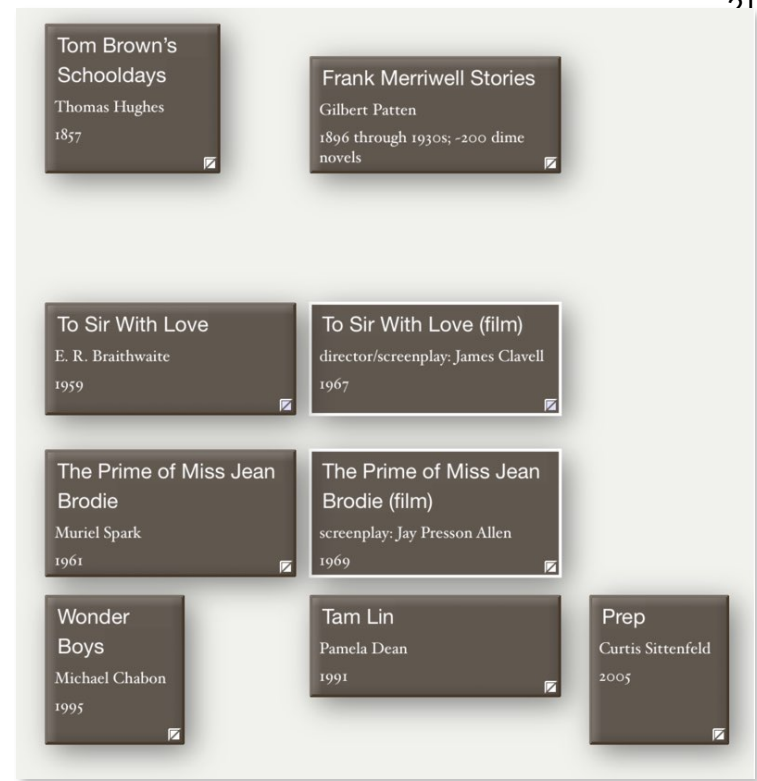 Tom Brown's
Schooldays
Thomas Hughes
1857
Frank Merriwell Stories
Gilbert Patten
1896 through 1930s; ~200 dime
novels
To Sir With Love
E. R. Braithwaite
1959
To Sir With Love (film)
director/screenplay: James Clavell
1967
The Prime of Miss Jean
Brodie
Muriel Spark
1961
The Prime of Miss Jean
Brodie (film)
screenplay: Jay Presson Allen
1969
Wonder
Boys
Michael Chabon
1995
Tam Lin
Pamela Dean
1991
Prep
Curtis Sittenfeld
2005